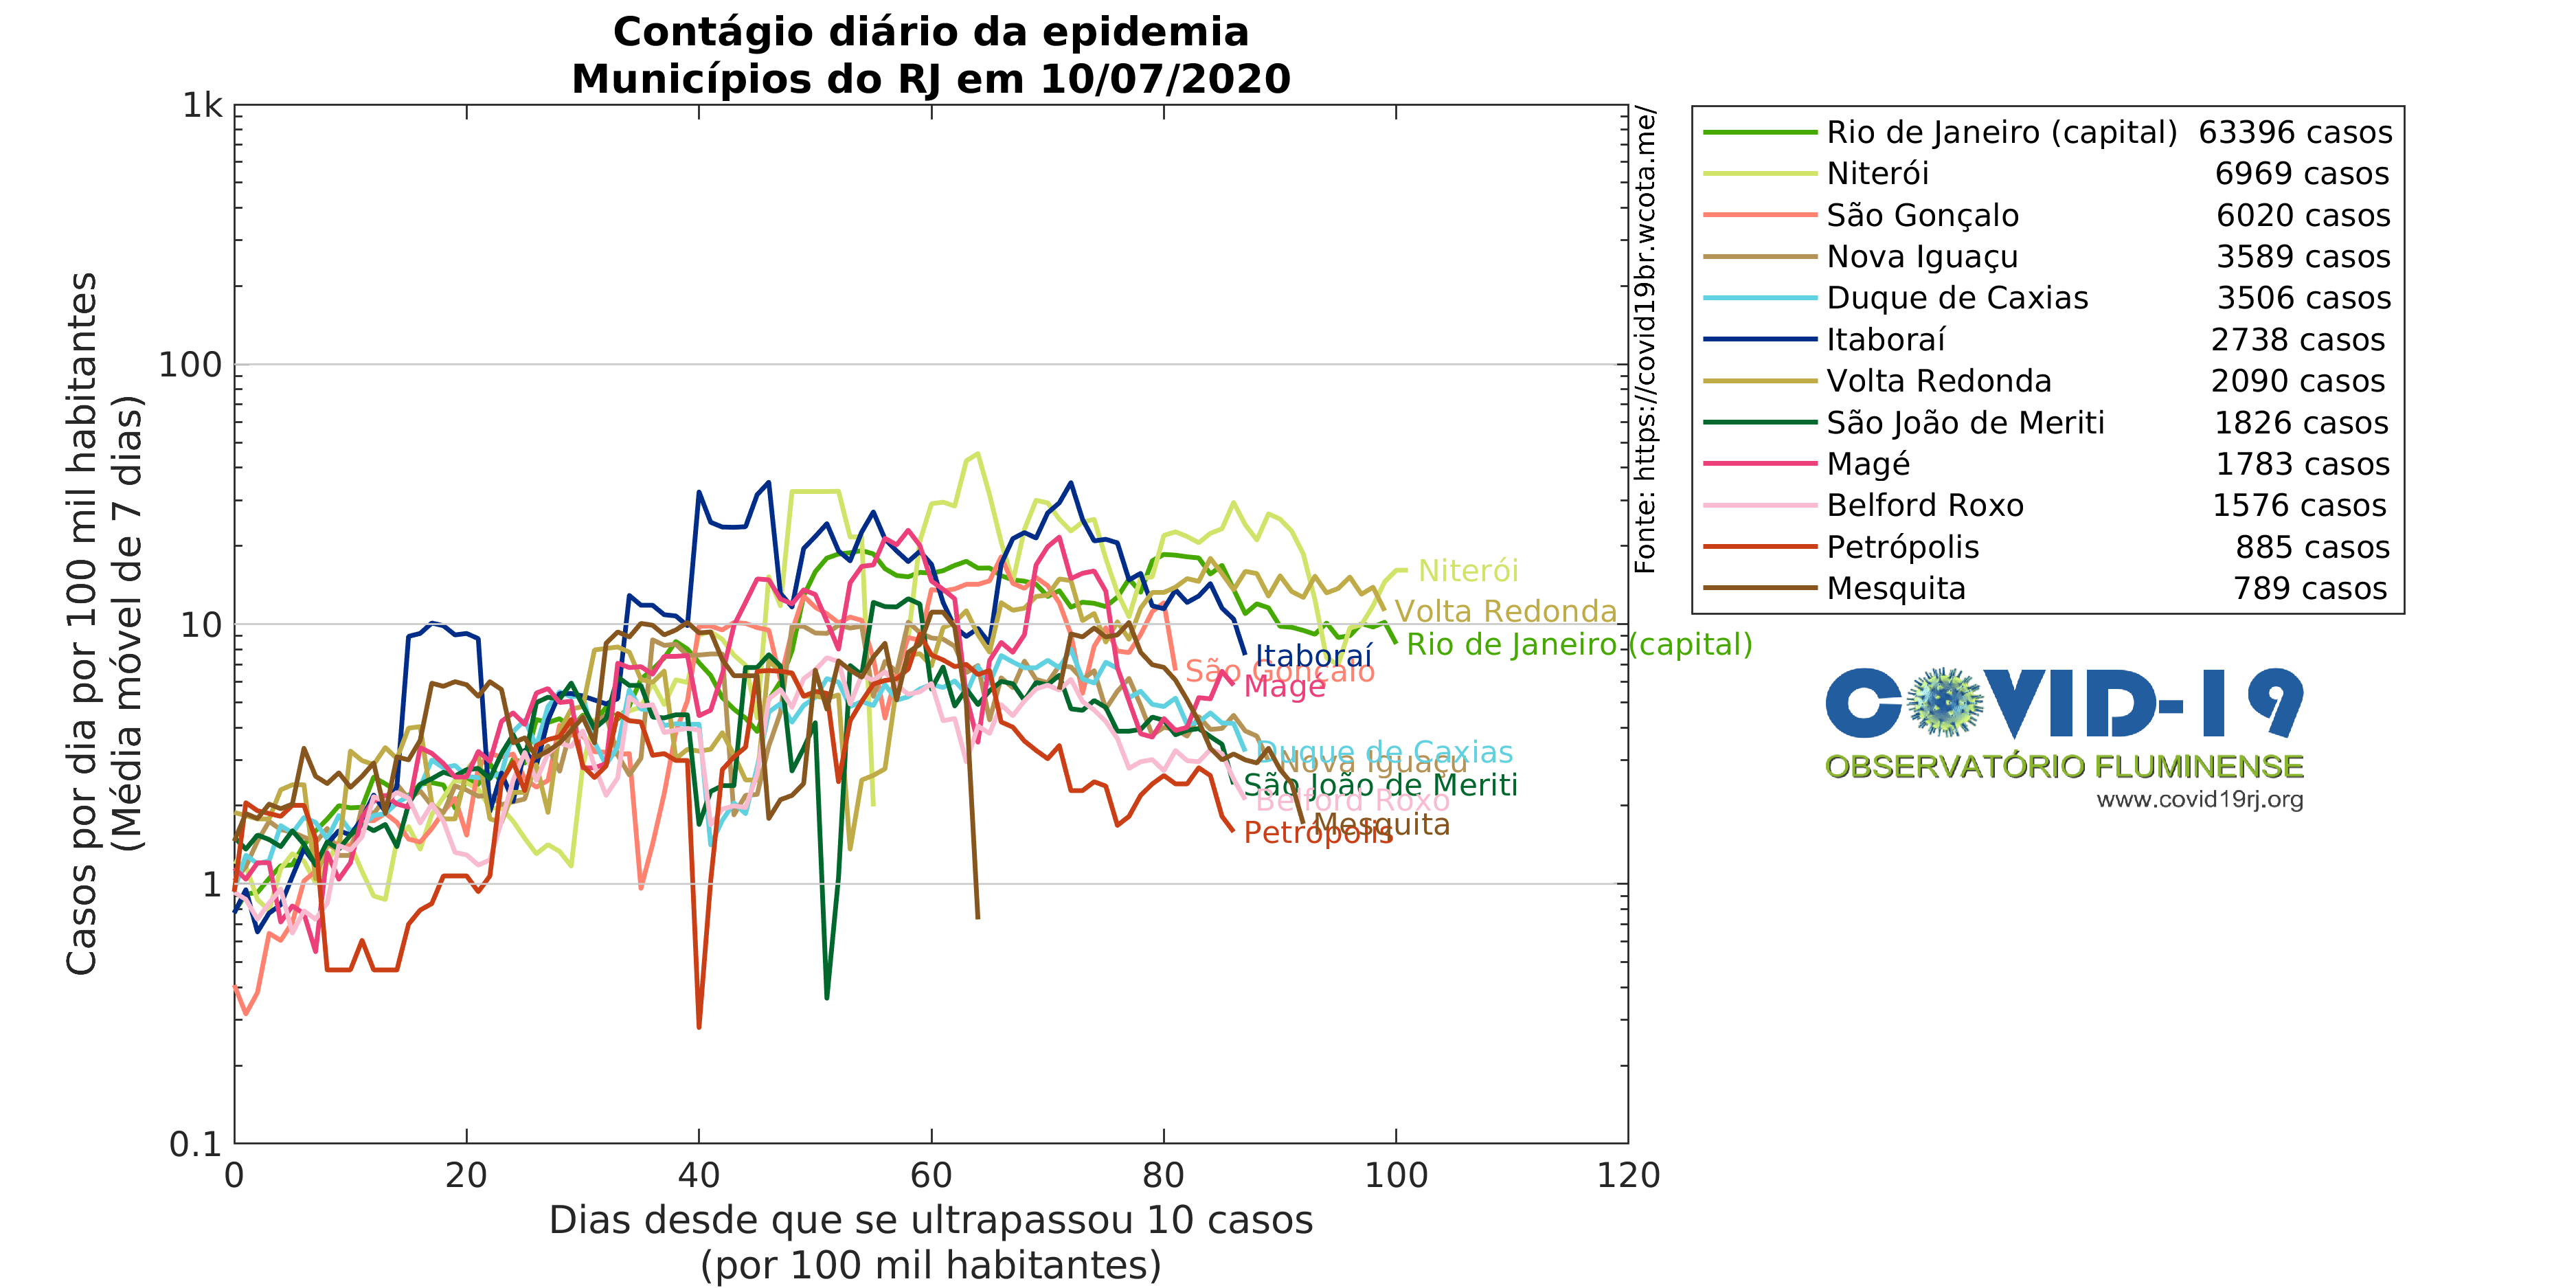 Contágio diário da epidemia
Municípios do RJ em 10/07/2020
Casos por dia por 100 mil habitantes
(Média móvel de 7 dias)
1k
100
10
1
0.1
0
20
40
60
80
100
120
Dias desde que se ultrapassou 10 casos
(por 100 mil habitantes)
Niterói
Volta Redonda
Rio de Janeiro (capital)
Itaboraí
São Gonçalo
Magé
Duque de Caxias
Nova Iguaçu
São João de Meriti
Belford Roxo
Mesquita
Petrópolis
Fonte: https://covid19br.wcota.me/
Rio de Janeiro (capital) 63396 casos
Niterói 6969 casos
São Gonçalo 6020 casos
Nova Iguaçu 3589 casos
Duque de Caxias 3506 casos
Itaboraí 2738 casos
Volta Redonda 2090 casos
São João de Meriti 1826 casos
Magé 1783 casos
Belford Roxo 1576 casos
Petrópolis 885 casos
Mesquita 789 casos
COVID-19
OBSERVATÓRIO FLUMINENSE
www.covid19rj.org